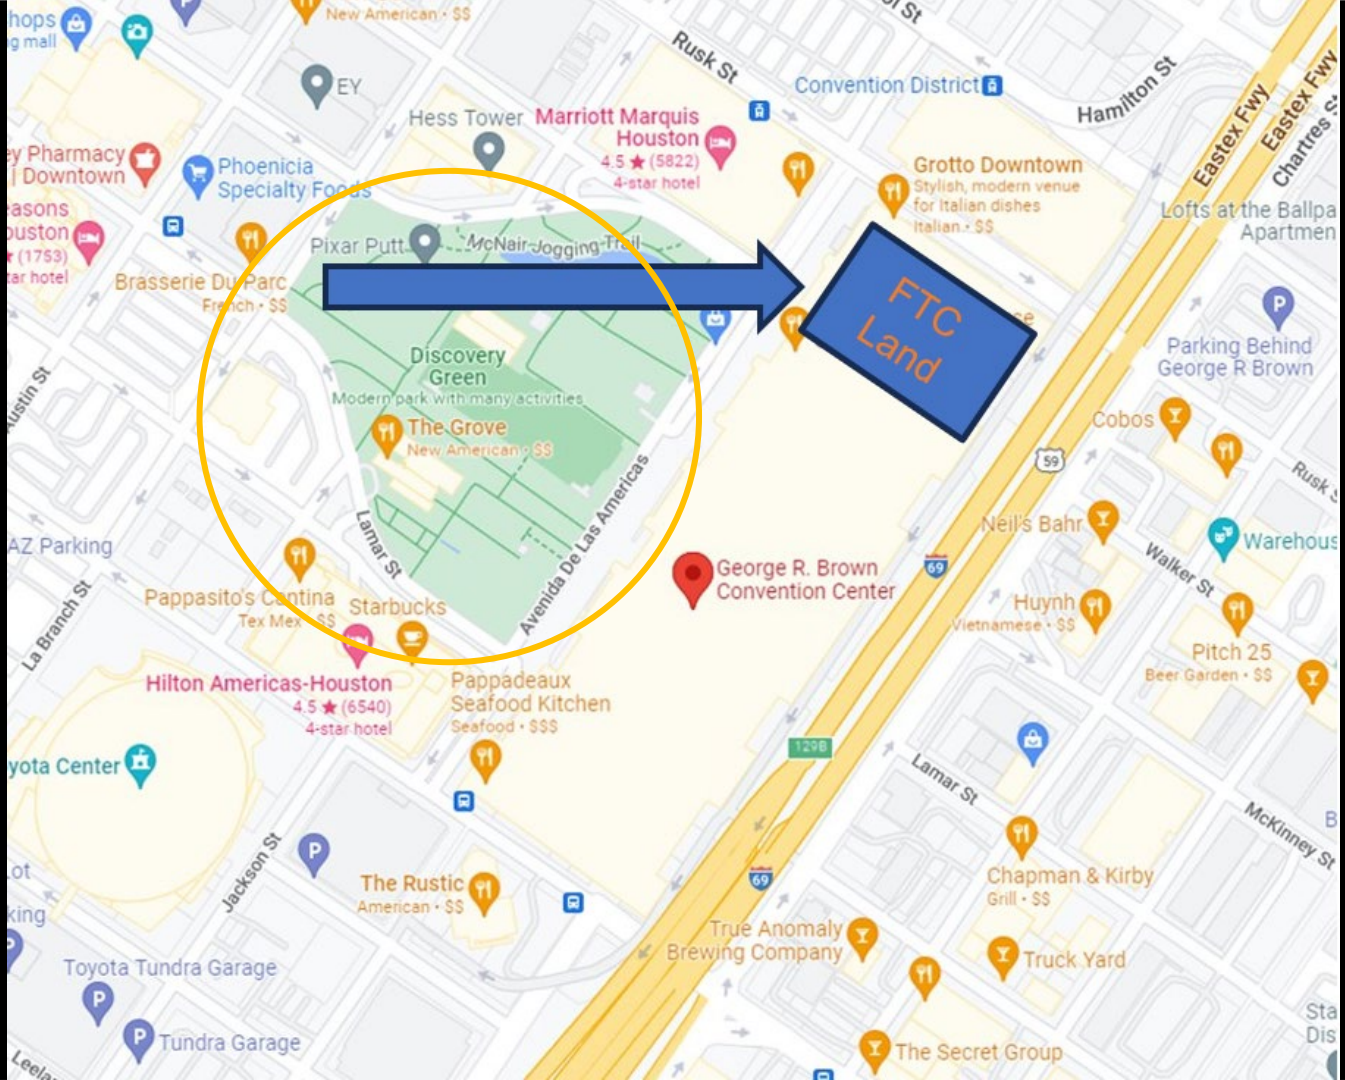 hops
g mall
New American · $$
ol St
Rusk St
EY
Convention District
Hamilton St
Eastex Fwy
Eastex Fwy
Chartres St
Hess Tower
Marriott Marquis
Houston
4.5 ★ (5822)
4-star hotel
ey Pharmacy
| Downtown
Phoenicia
Specialty Foods
Grotto Downtown
Stylish, modern venue
for Italian dishes
Italian · $$
Lofts at the Ballpa
Apartmen
easons
ouston
(1753)
tar hotel
Pixar Putt
McNair Jogging Trail
Brasserie Du Parc
French · $$
FTC
Land
se
Parking Behind
George R Brown
Discovery
Green
Modern park with many activities
Austin St
The Grove
New American · $$
Cobos
59
Rusk S
Avenida De Las Americas
Neil's Bahr
Warehous
AZ Parking
Lamar St
George R. Brown
Convention Center
69
Walker St
La Branch St
Pappasito's Cantina
Tex Mex · $$
Starbucks
Huynh
Vietnamese · $$
Pitch 25
Beer Garden · $$
Hilton Americas-Houston
4.5 ★ (6540)
4-star hotel
Pappadeaux
Seafood Kitchen
Seafood · $$$
129B
yota Center
Lamar St
McKinney St
B
Jackson St
ot
king
The Rustic
American · $$
69
Chapman & Kirby
Grill · $$
True Anomaly
Brewing Company
Truck Yard
Toyota Tundra Garage
Tundra Garage
Sta
Dis
The Secret Group
Leela